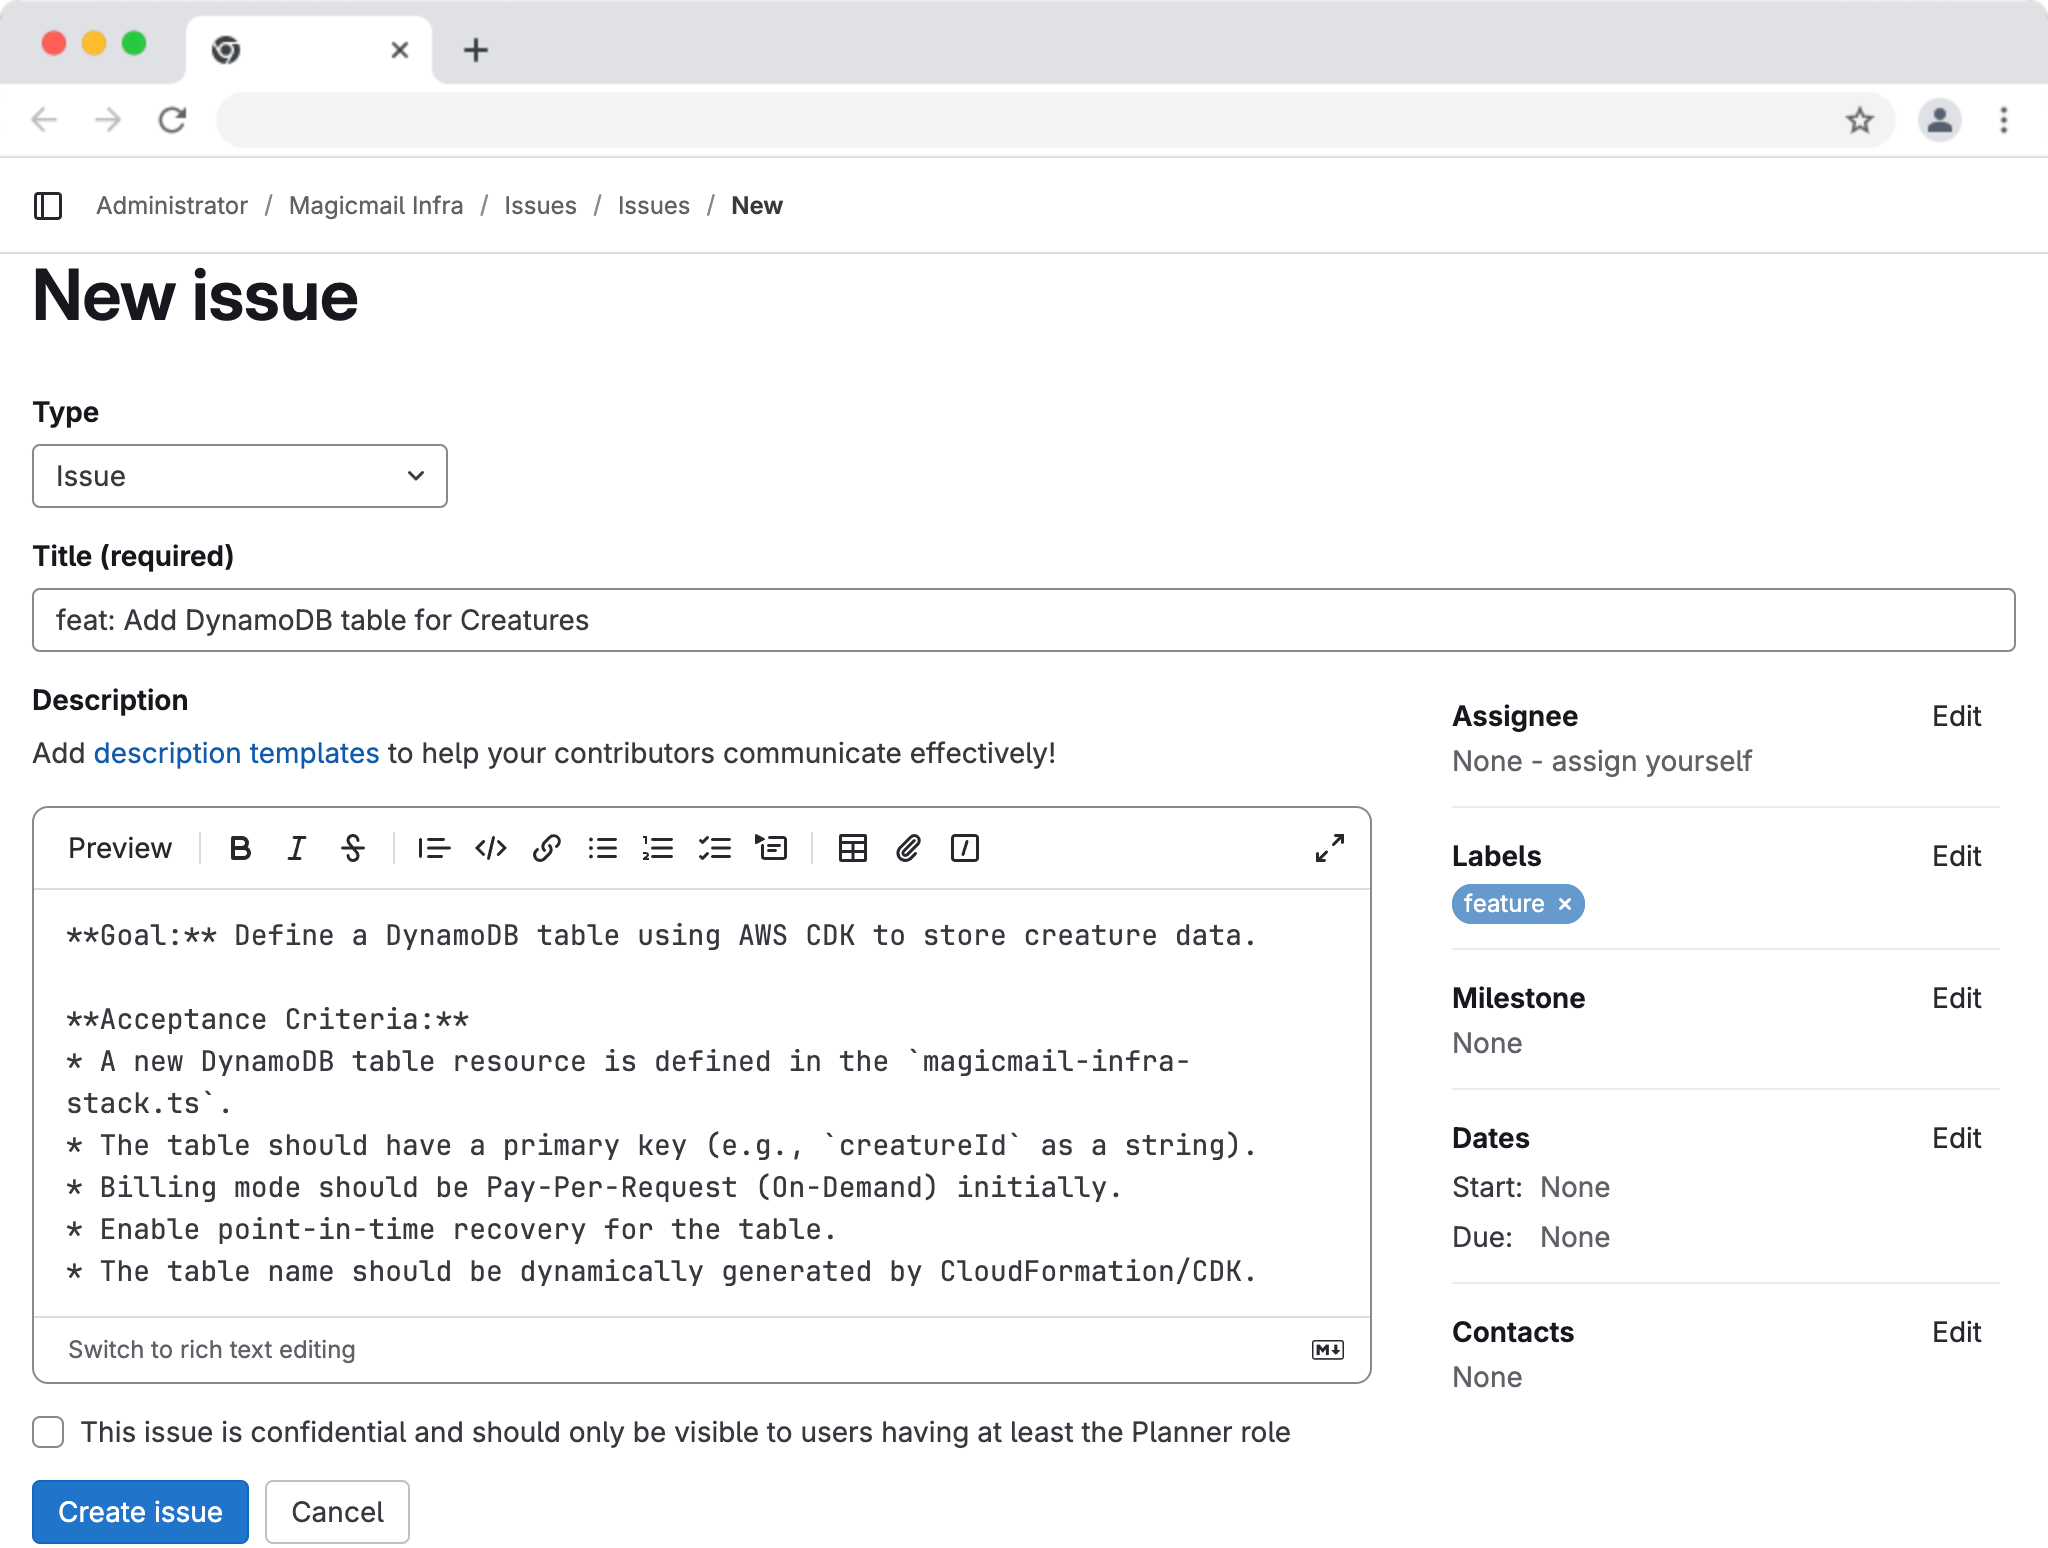 Administrator / Magicmail Infra / Issues / Issues / New
New issue
Type
Issue
Title (required)
feat: Add DynamoDB table for Creatures
Description
Add description templates to help your contributors communicate effectively!
Preview
**Goal:** Define a DynamoDB table using AWS CDK to store creature data.
**Acceptance Criteria:**
* A new DynamoDB table resource is defined in the `magicmail-infra-
stack.ts`.
* The table should have a primary key (e.g., `creatureId` as a string).
* Billing mode should be Pay-Per-Request (On-Demand) initially.
* Enable point-in-time recovery for the table.
* The table name should be dynamically generated by CloudFormation/CDK.
Switch to rich text editing
This issue is confidential and should only be visible to users having at least the Planner role
Create issue
Cancel
Assignee Edit
None - assign yourself
Labels Edit
feature
Milestone Edit
None
Dates Edit
Start: None
Due: None
Contacts Edit
None